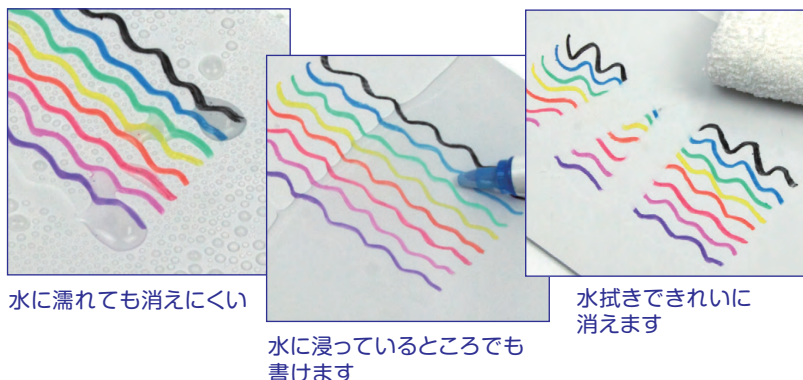 水に濡れても消えにくい
水に浸っているところでも
書けます
水拭きできれいに
消えます